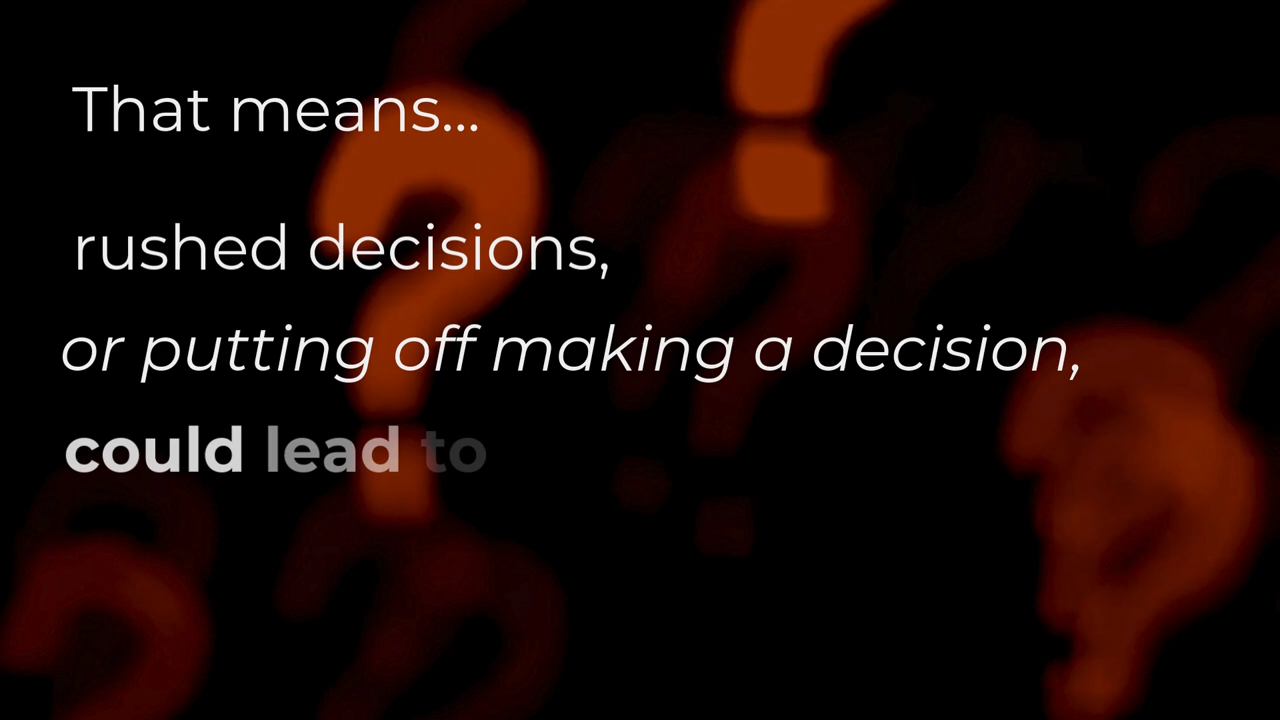 That means...
rushed decisions,
or putting off making a decision,
could lead to